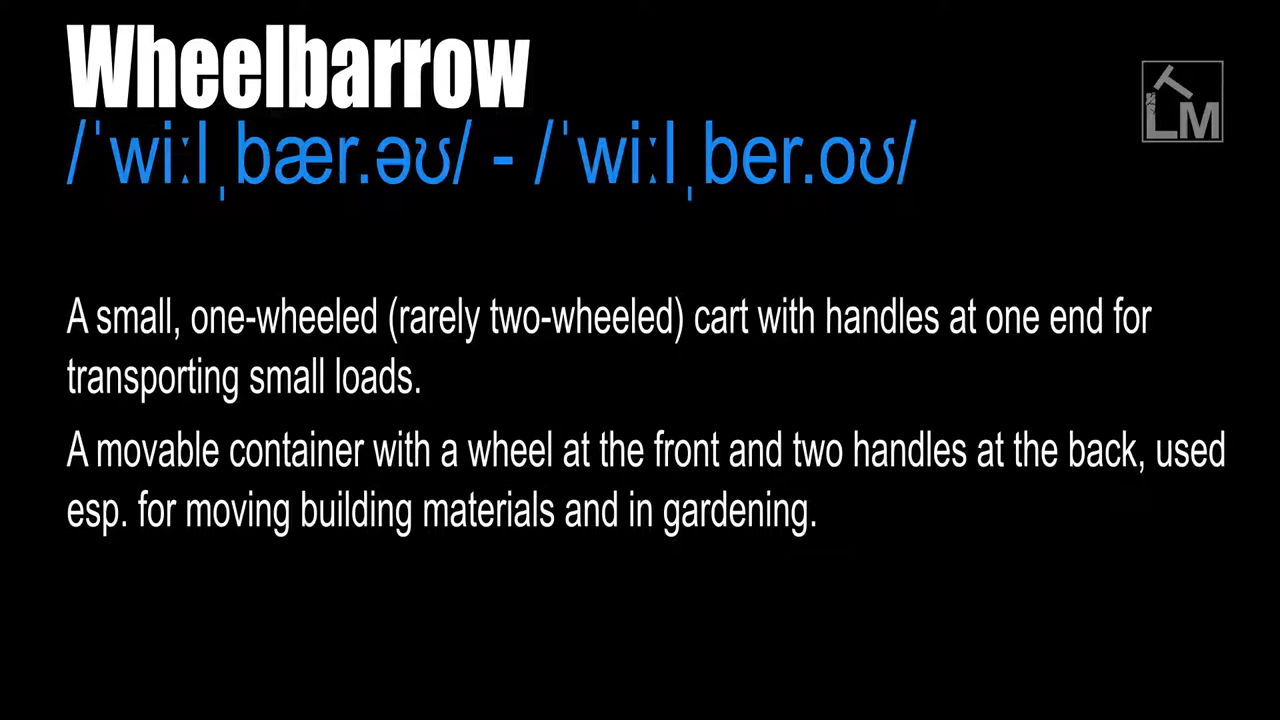 Wheelbarrow
/ˈwiːlˌbær.əʊ/ - /ˈwiːlˌber.oʊ/
A small, one-wheeled (rarely two-wheeled) cart with handles at one end for
transporting small loads.
A movable container with a wheel at the front and two handles at the back, used
esp. for moving building materials and in gardening.
TLM